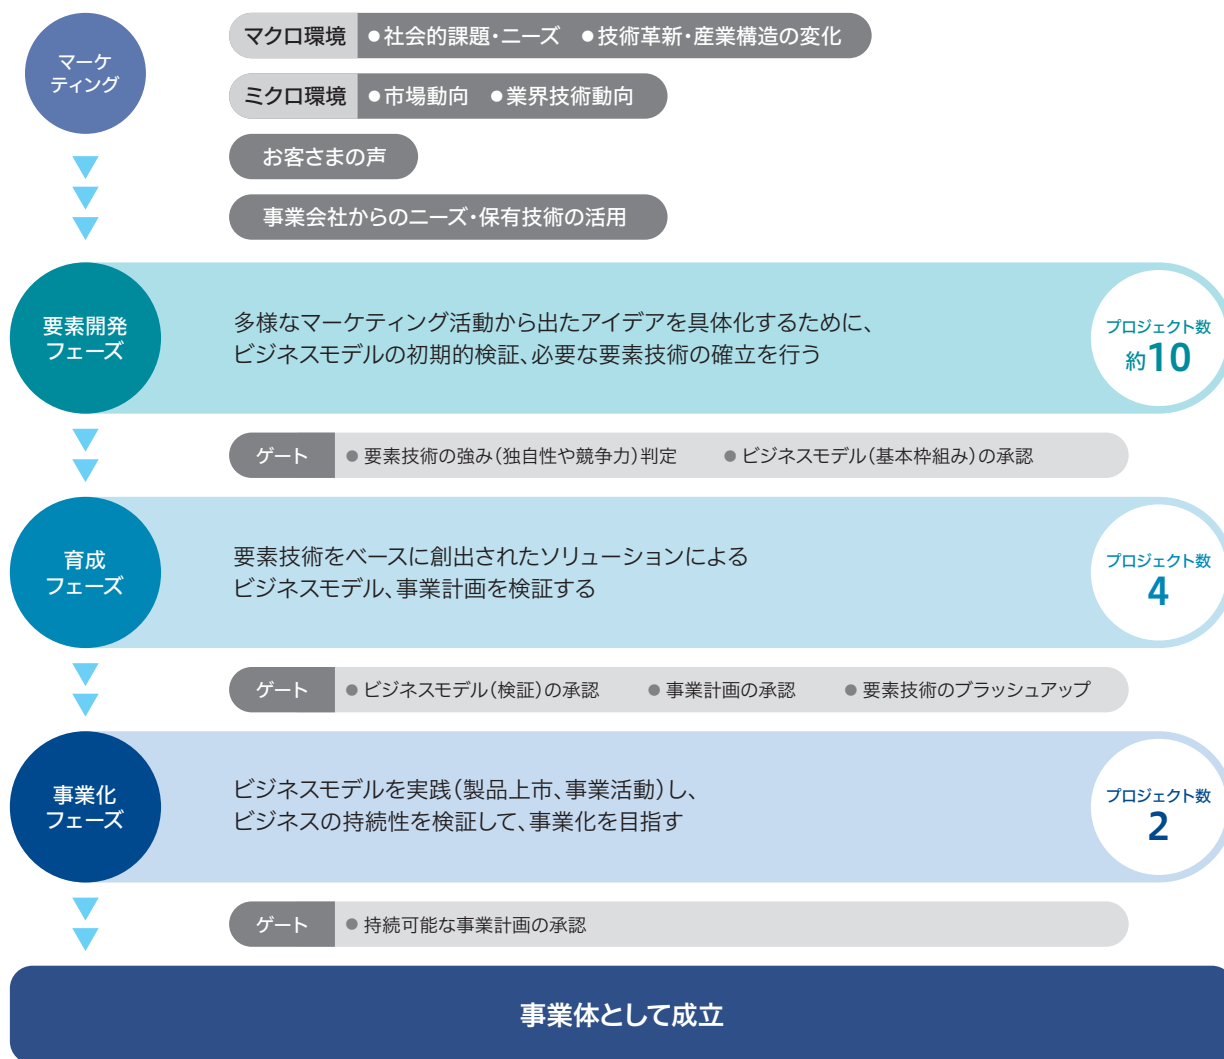 マーケ
ティング
マクロ環境 ●社会的課題・ニーズ ●技術革新・産業構造の変化
ミクロ環境 ●市場動向 ●業界技術動向
お客さまの声
事業会社からのニーズ・保有技術の活用
要素開発
フェーズ
多様なマーケティング活動から出たアイデアを具体化するために、
ビジネスモデルの初期的検証、必要な要素技術の確立を行う
プロジェクト数
約10
ゲート ●要素技術の強み（独自性や競争力）判定 ●ビジネスモデル（基本枠組み）の承認
育成
フェーズ
要素技術をベースに創出されたソリューションによる
ビジネスモデル、事業計画を検証する
プロジェクト数
4
ゲート ●ビジネスモデル（検証）の承認 ●事業計画の承認 ●要素技術のブラッシュアップ
事業化
フェーズ
ビジネスモデルを実践（製品上市、事業活動）し、
ビジネスの持続性を検証して、事業化を目指す
プロジェクト数
2
ゲート ●持続可能な事業計画の承認
事業体として成立